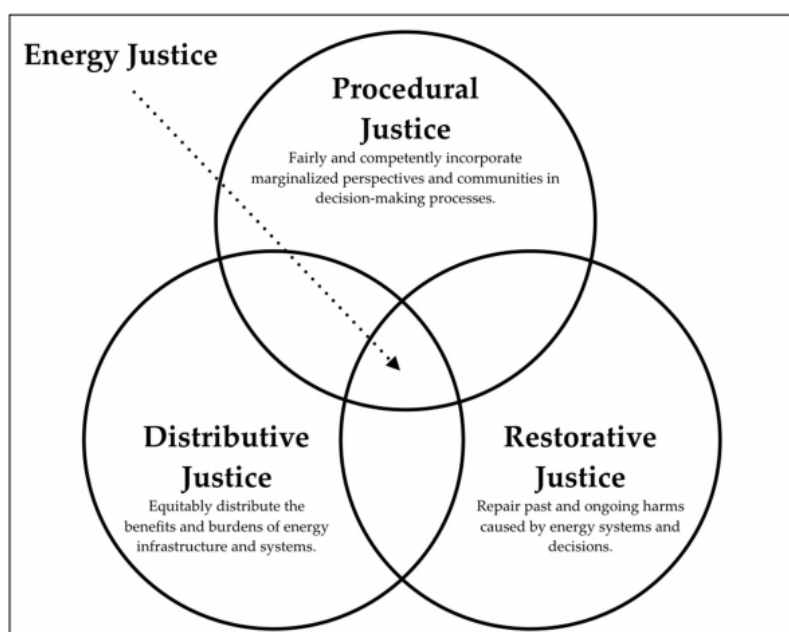 Energy Justice
Procedural
Justice
Fairly and competently incorporate
marginalized perspectives and communities in
decision-making processes.
Distributive
Justice
Equitably distribute the
benefits and burdens of energy
infrastructure and systems.
Restorative
Justice
Repair past and ongoing harms
caused by energy systems and
decisions.